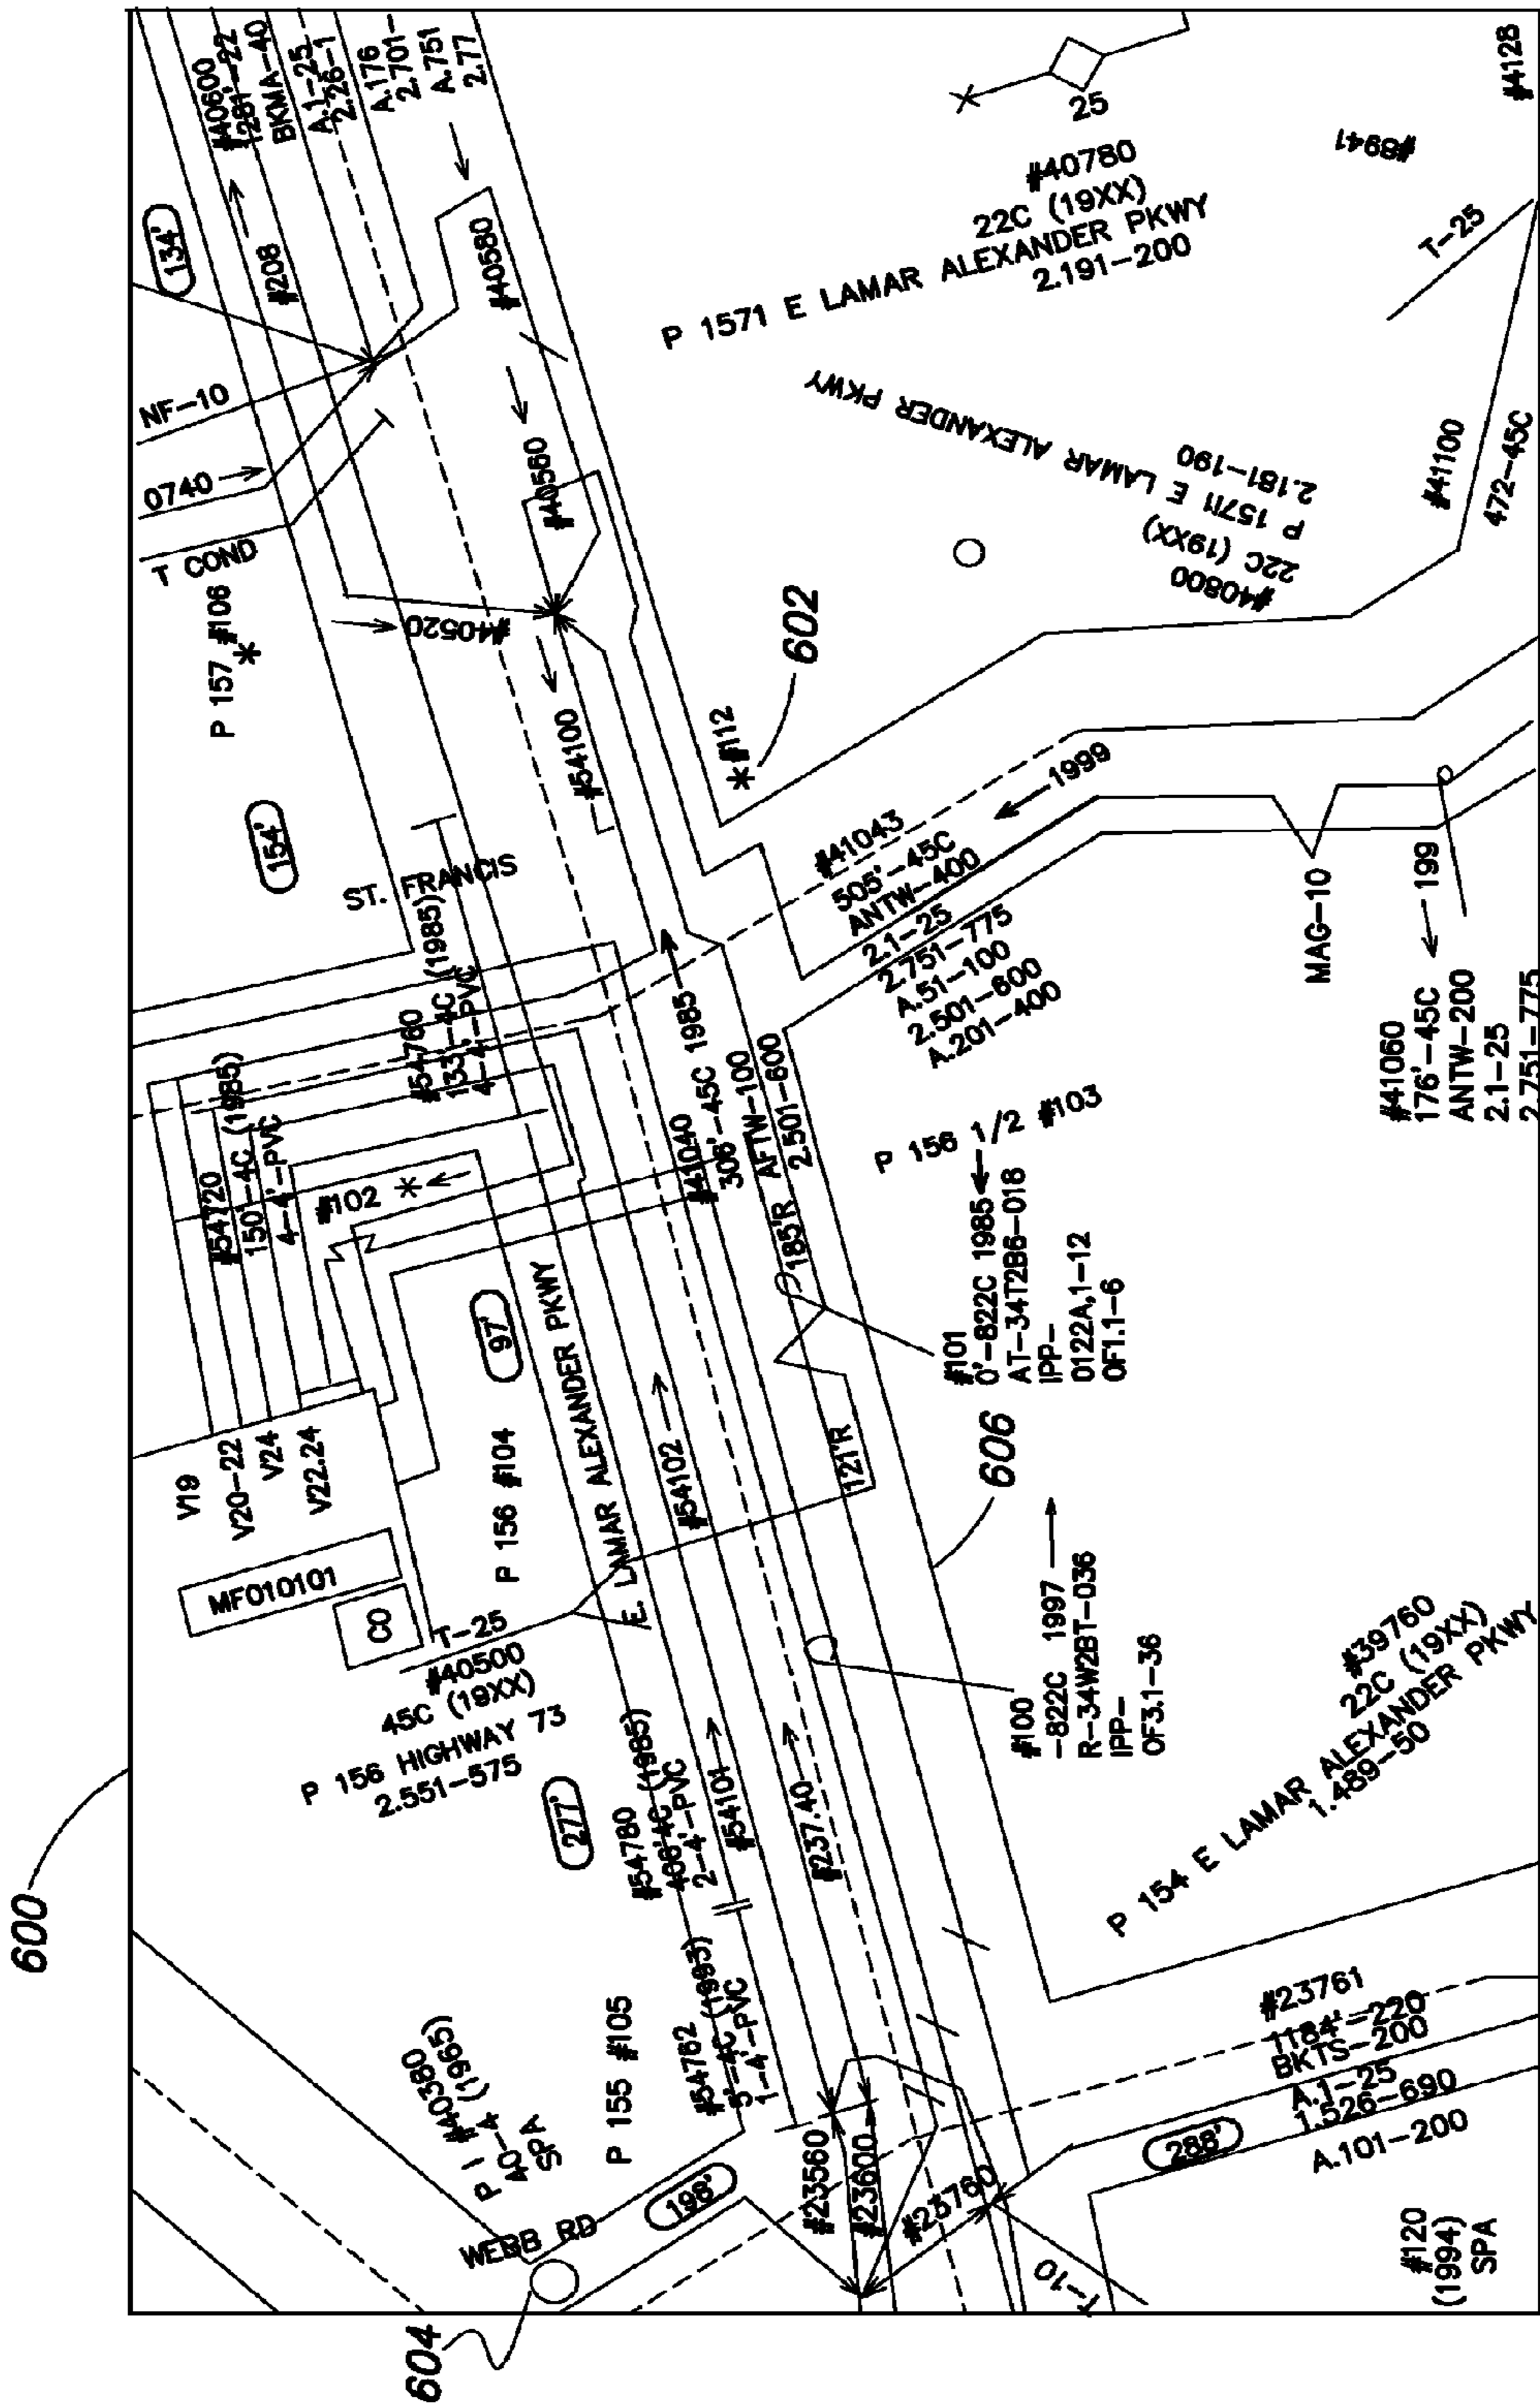 600
604
602
606
134'
#208
#40600
1281'-22
BKMA-40
A.1-25
2.26-1
A.176
2.701-
A.751
2.77
NF-10
0740
T COND
P 157 #106
*
#40520
#40560
#40580
#54100
154'
ST. FRANCIS
* #112
25
#40780
22C (19XX)
P 1571 E LAMAR ALEXANDER PKWY
2.191-200
#8941
#4128
T-25
#40800
22C (19XX)
P 1571 E LAMAR ALEXANDER PKWY
2.181-190
#41100
472-45C
#54760
133'-4C (1985)
4-4'-PVC
#54720
150'-4C (1985)
4-4'-PVC
#102 *
V19
V20-22
V24
V22.24
MF010101
CO
97'
P 156 #104
E. LAMAR ALEXANDER PKWY
#54102
#41040
306'-45C 1985
AFTW-100
2.501-600
185'R
121'R
#41043
505'-45C
ANTW-400
2.1-25
2.751-775
A.51-100
2.501-600
A.201-400
1999
MAG-10
199
#41060
176'-45C
ANTW-200
2.1-25
2.751-775
P 156 1/2 #103
#101
0'-822C 1985
AT-34T2B6-018
IPP-
0122A,1-12
OF1.1-6
#100
-822C 1997
R-34W2BT-036
IPP-
OF3.1-36
T-25
#40500
45C (19XX)
P 156 HIGHWAY 73
2.551-575
277'
#54780 (1985)
2-4'-PVC
#54101
#237.40
#54762
5'-4C (1993)
1-4'-PVC
P 155 #105
P 1 #40380
40-A (1965)
SPA
WEBB RD
198'
#23560
#23600
#23760
T-10
288'
#23761
1184'-220
BKTS-200
A.1-25
1.526-690
A.101-200
#39760
22C (19XX)
P 154 E LAMAR ALEXANDER PKWY
1.489-50
#120
(1994)
SPA